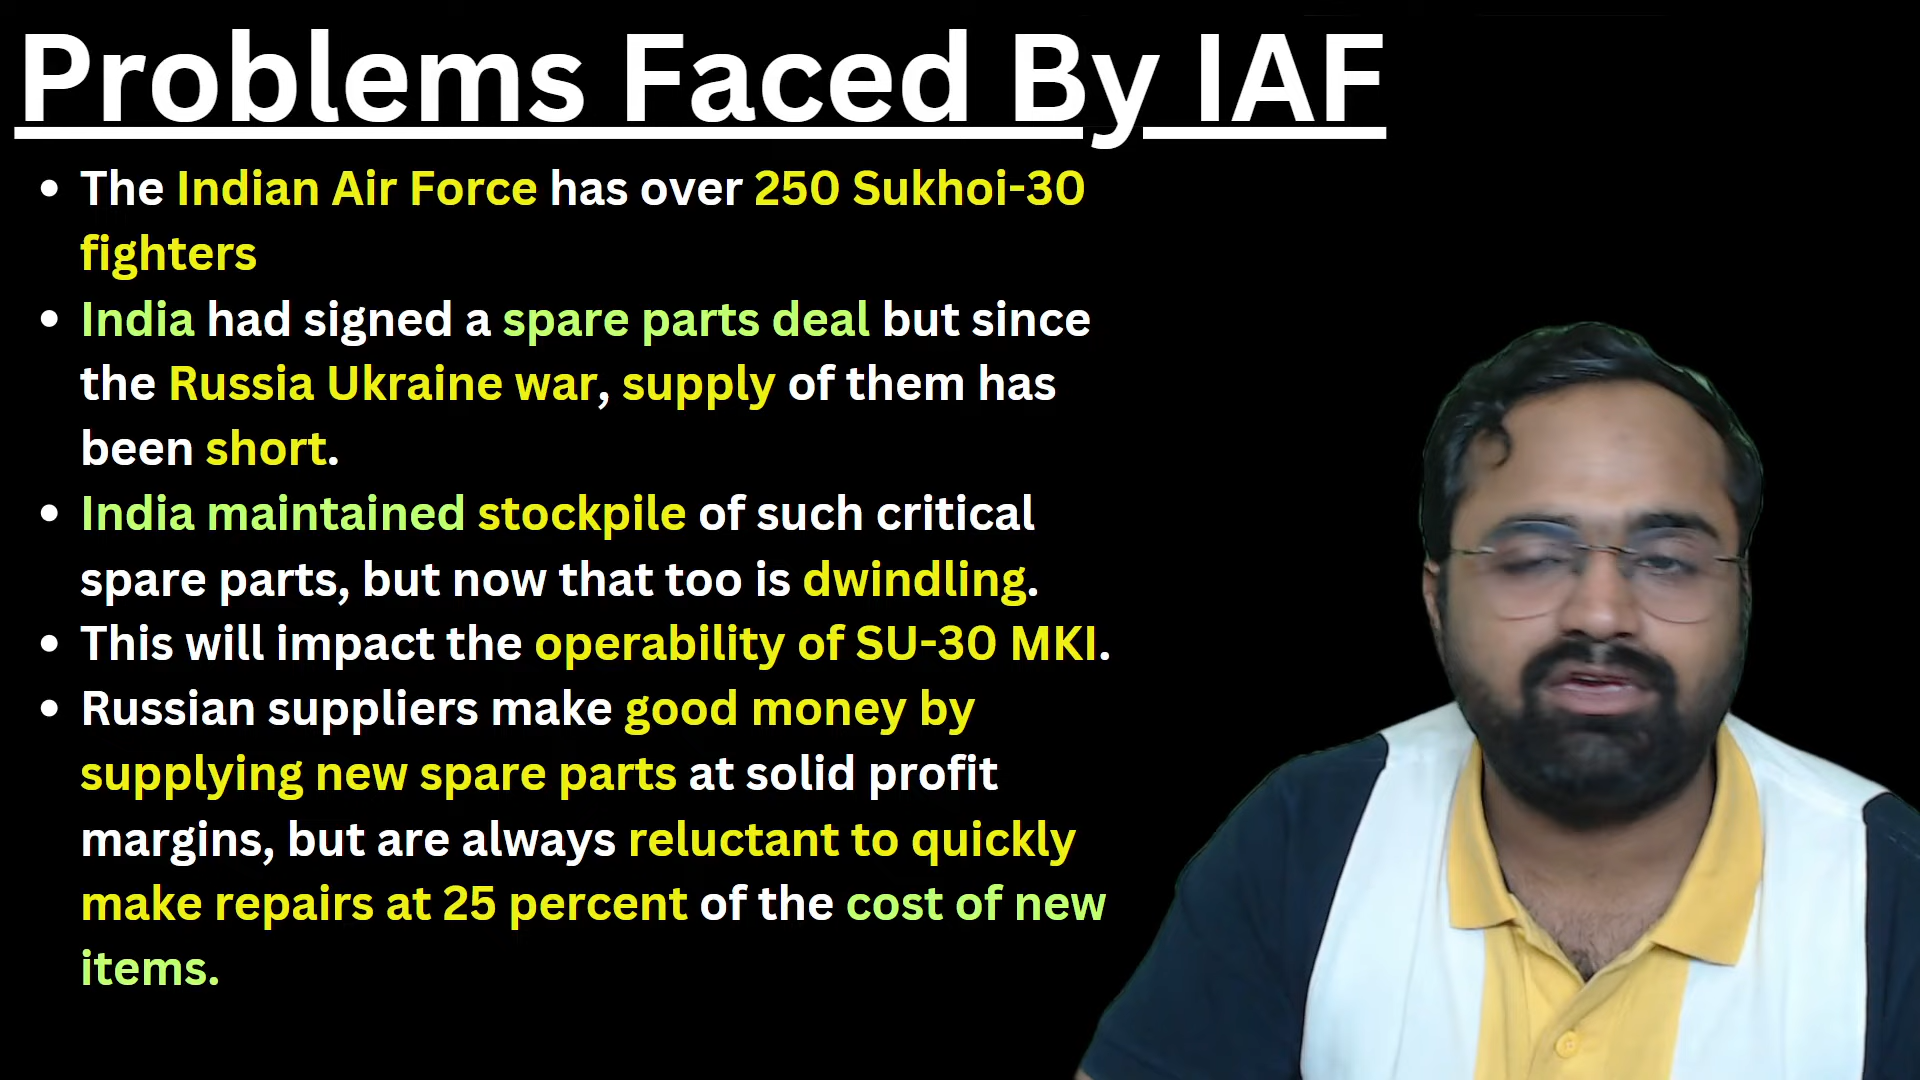 Problems Faced By IAF
• The Indian Air Force has over 250 Sukhoi-30
fighters
• India had signed a spare parts deal but since
the Russia Ukraine war, supply of them has
been short.
• India maintained stockpile of such critical
spare parts, but now that too is dwindling.
• This will impact the operability of SU-30 MKI.
• Russian suppliers make good money by
supplying new spare parts at solid profit
margins, but are always reluctant to quickly
make repairs at 25 percent of the cost of new
items.